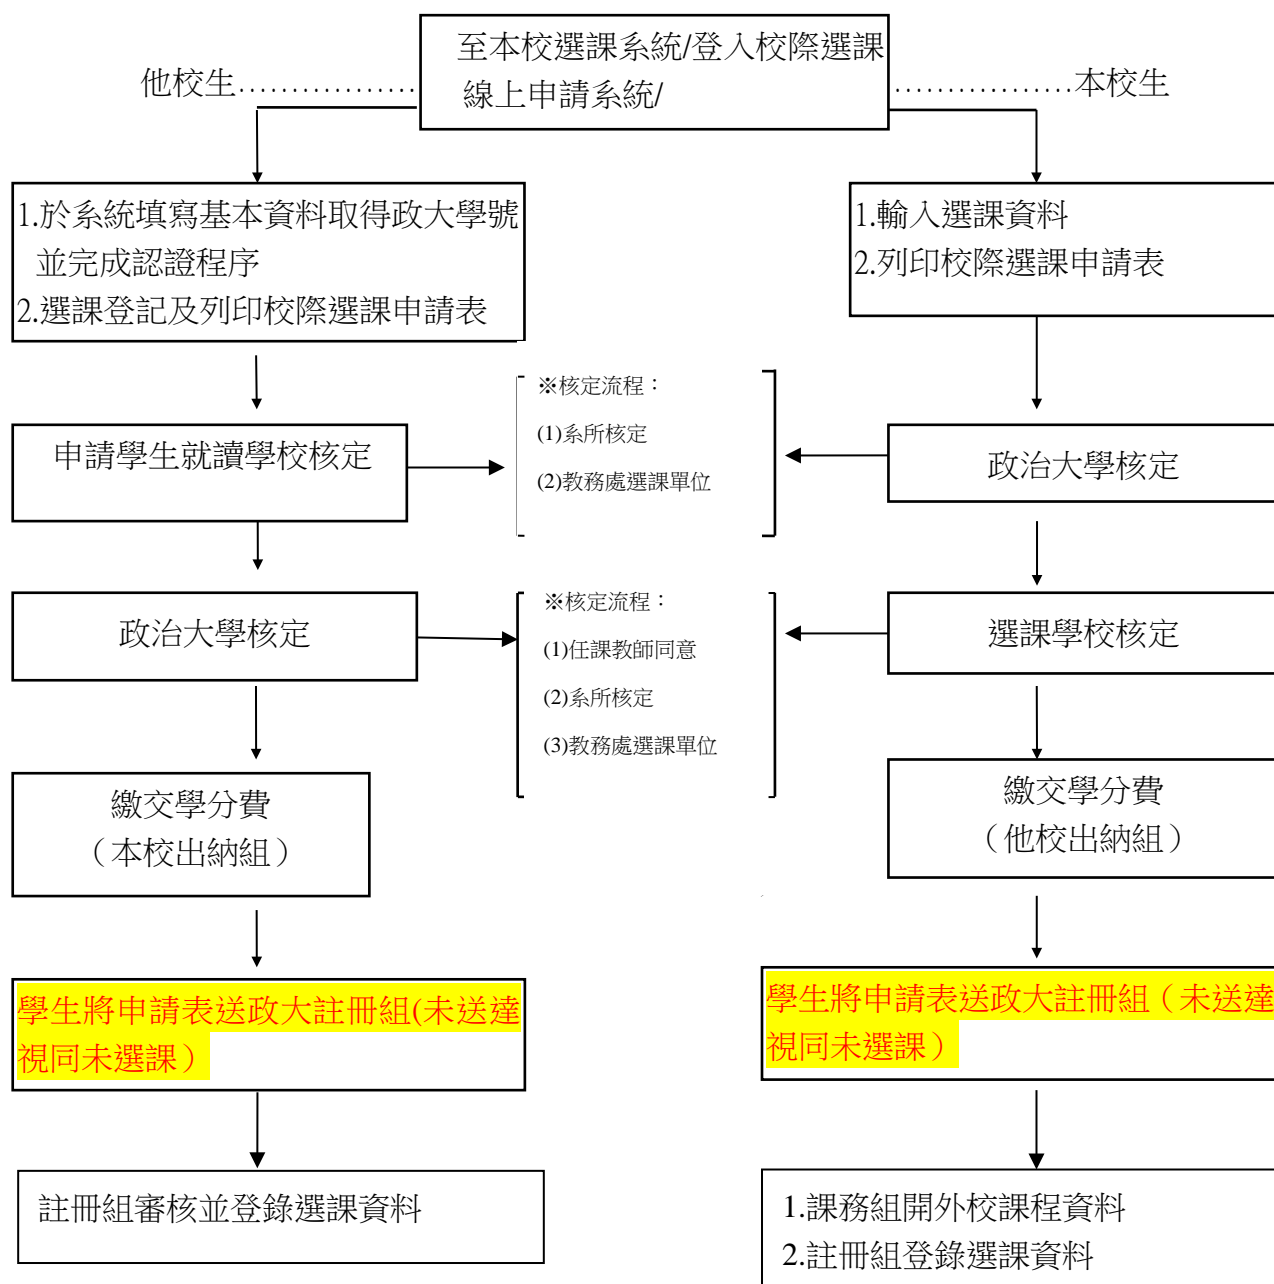 至本校選課系統/登入校際選課
線上申請系統/
他校生.................
.................本校生
1.於系統填寫基本資料取得政大學號
並完成認證程序
2.選課登記及列印校際選課申請表
1.輸入選課資料
2.列印校際選課申請表
申請學生就讀學校核定
※核定流程：
(1)系所核定
(2)教務處選課單位
政治大學核定
政治大學核定
※核定流程：
(1)任課教師同意
(2)系所核定
(3)教務處選課單位
選課學校核定
繳交學分費
（本校出納組）
繳交學分費
（他校出納組）
學生將申請表送政大註冊組(未送達
視同未選課）
學生將申請表送政大註冊組（未送達
視同未選課）
註冊組審核並登錄選課資料
1.課務組開外校課程資料
2.註冊組登錄選課資料